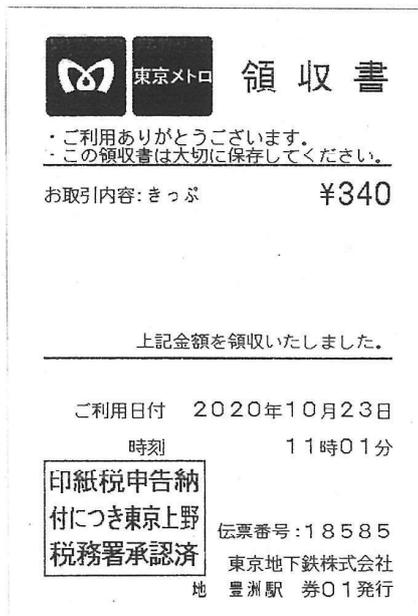 東京メトロ 領収書
・ご利用ありがとうございます。
・この領収書は大切に保存してください。
お取引内容:きっぷ ¥340
上記金額を領収いたしました。
ご利用日付 2020年10月23日
時刻 11時01分
印紙税申告納
付につき東京上野
税務署承認済
伝票番号:18585
東京地下鉄株式会社
地 豊洲駅 券01発行